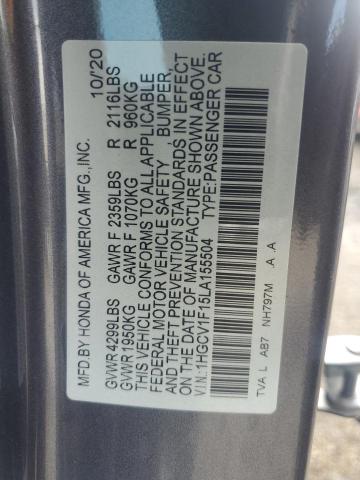 MFD.BY HONDA OF AMERICA MFG.,INC. 10/'20
GVWR 4299LBS GAWR F 2359LBS R 2116LBS
GVWR 1950KG GAWR F 1070KG R 960KG
THIS VEHICLE CONFORMS TO ALL APPLICABLE
FEDERAL MOTOR VEHICLE SAFETY , BUMPER,
AND THEFT PREVENTION STANDARDS IN EFFECT
ON THE DATE OF MANUFACTURE SHOWN ABOVE.
V.I.N.:1HGCV1F15LA155504 TYPE:PASSENGER CAR
TVA L AB7 NH797M .A .A